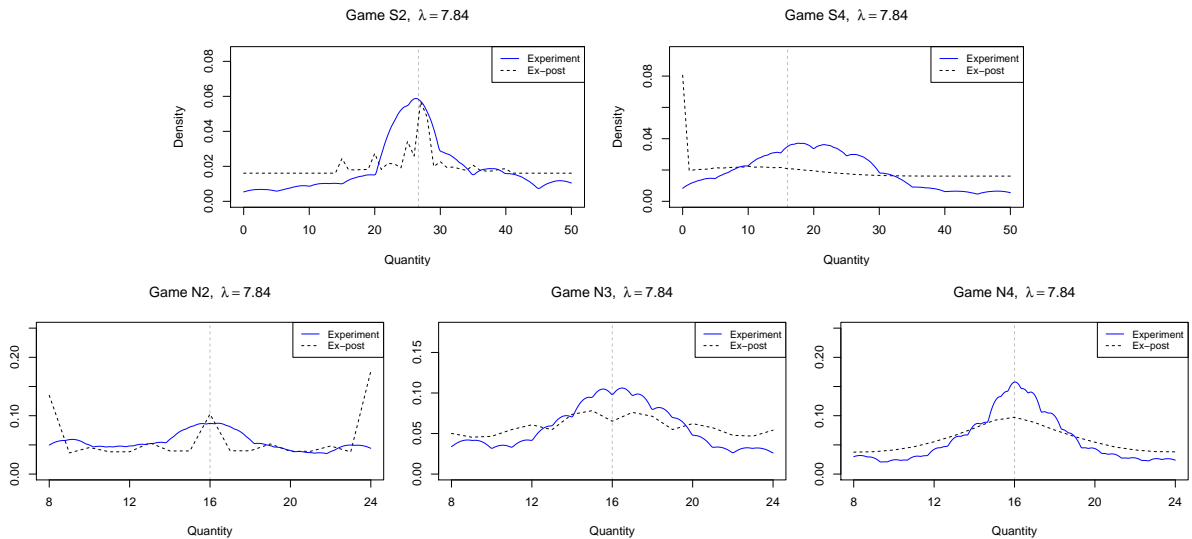 Game S2, λ = 7.84
Density
0.00 0.02 0.04 0.06 0.08
Experiment
Ex−post
0 10 20 30 40 50
Quantity
Game S4, λ = 7.84
Density
0.00 0.04 0.08
Experiment
Ex−post
0 10 20 30 40 50
Quantity
Game N2, λ = 7.84
0.00 0.10 0.20
Experiment
Ex−post
8 12 16 20 24
Quantity
Game N3, λ = 7.84
0.00 0.05 0.10 0.15
Experiment
Ex−post
8 12 16 20 24
Quantity
Game N4, λ = 7.84
0.00 0.10 0.20
Experiment
Ex−post
8 12 16 20 24
Quantity